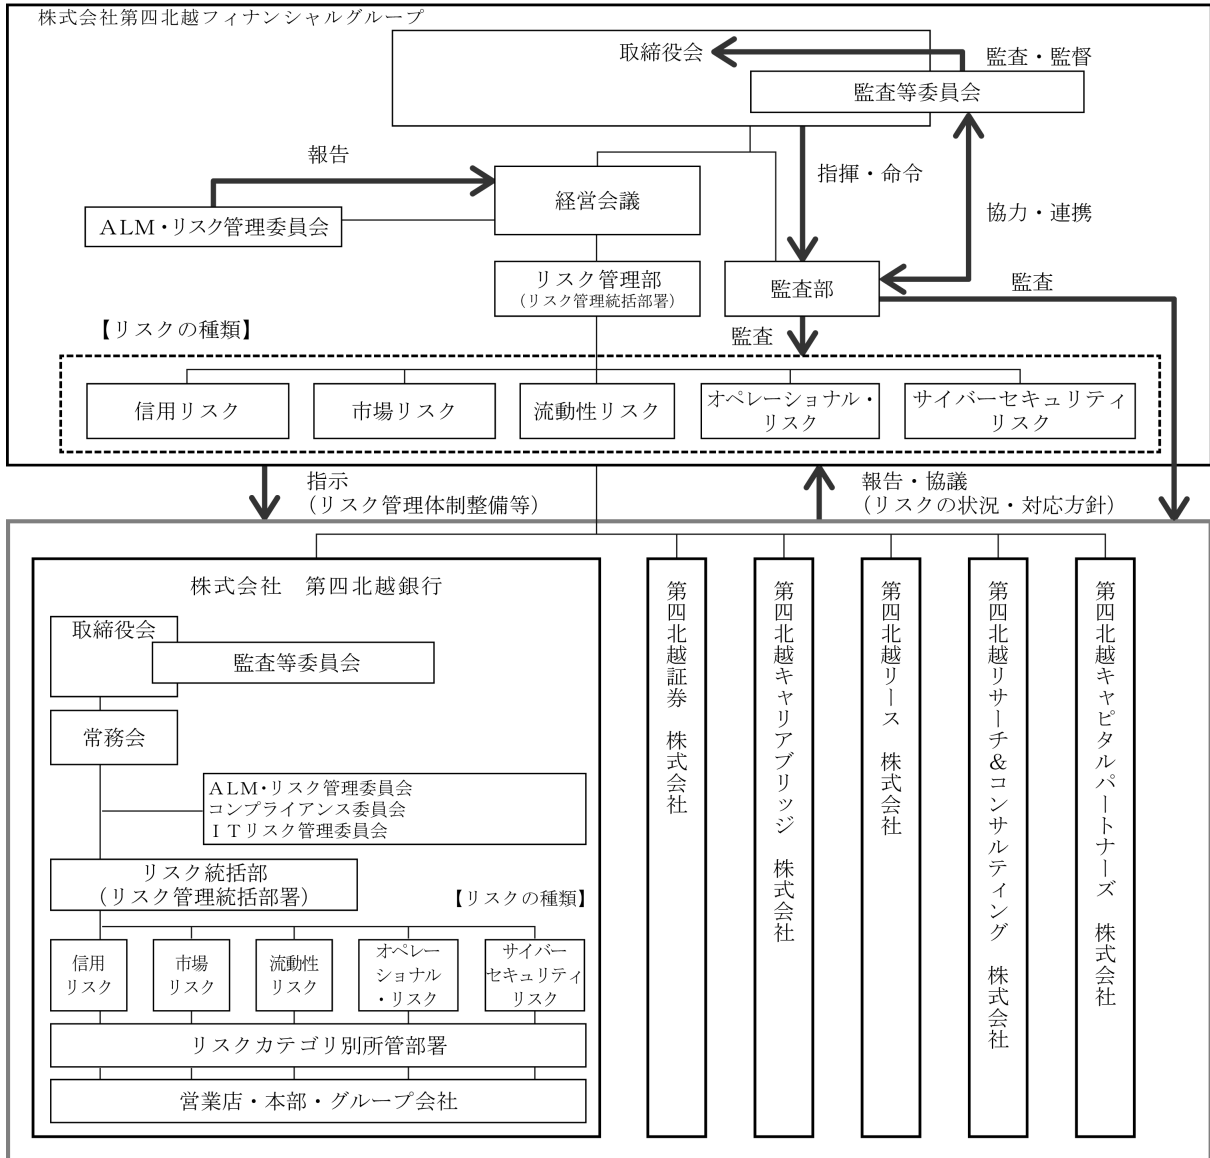 株式会社第四北越フィナンシャルグループ
取締役会
監査・監督
監査等委員会
報告
指揮・命令
経営会議
協力・連携
ALM・リスク管理委員会
リスク管理部
（リスク管理統括部署）
監査部
監査
【リスクの種類】
監査
信用リスク
市場リスク
流動性リスク
オペレーショナル・
リスク
サイバーセキュリティ
リスク
指示
（リスク管理体制整備等）
報告・協議
（リスクの状況・対応方針）
株式会社　第四北越銀行
取締役会
監査等委員会
常務会
ALM・リスク管理委員会
コンプライアンス委員会
ＩＴリスク管理委員会
リスク統括部
（リスク管理統括部署）
【リスクの種類】
信用
リスク
市場
リスク
流動性
リスク
オペレー
ショナル
・リスク
サイバー
セキュリティ
リスク
リスクカテゴリ別所管部署
営業店・本部・グループ会社
第四北越証券　株式会社
第四北越キャリアブリッジ　株式会社
第四北越リース　株式会社
第四北越リサーチ&コンサルティング　株式会社
第四北越キャピタルパートナーズ　株式会社